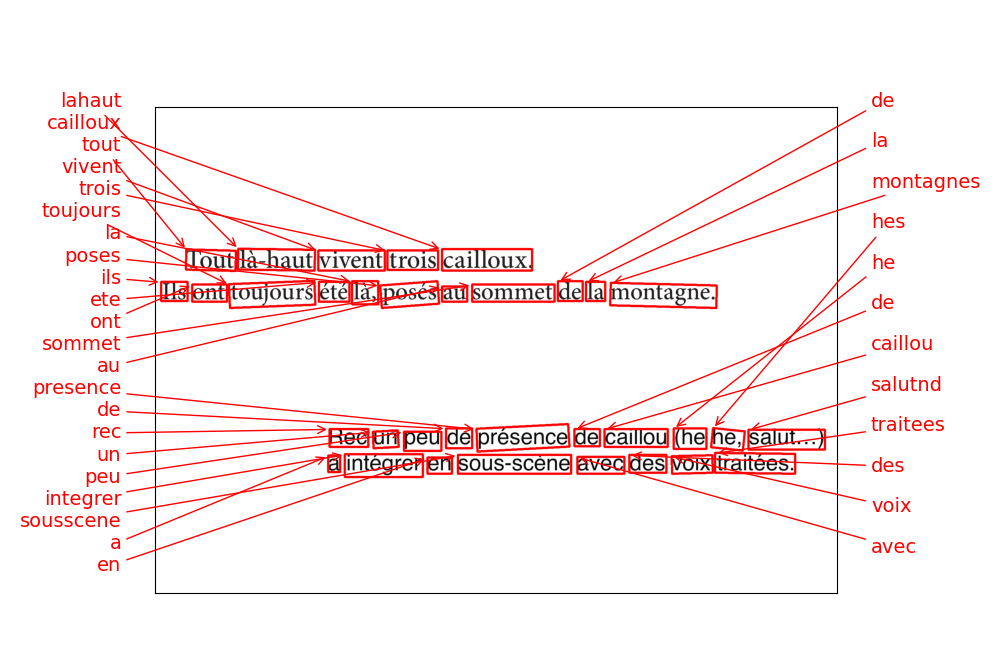 lahaut
cailloux
tout
vivent
trois
toujours
la
poses
ils
ete
ont
sommet
au
presence
de
rec
un
peu
integrer
sousscene
a
en
Tout là-haut vivent trois cailloux.
Ils ont toujours été là, posés au sommet de la montagne.
Rec un peu de présence de caillou (he he, salut...)
à intégrer en sous-scène avec des voix traitées.
de
la
montagnes
hes
he
de
caillou
salutnd
traitees
des
voix
avec